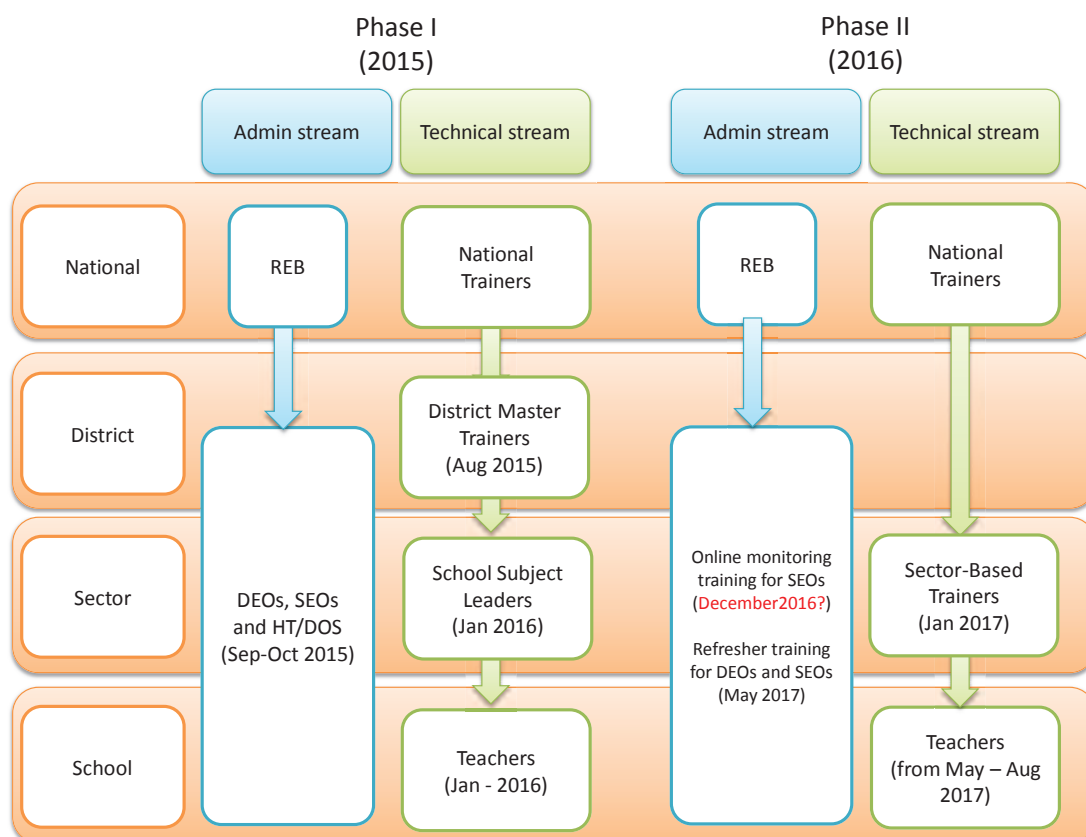 Phase I
(2015)
Phase II
(2016)
Admin stream
Technical stream
Admin stream
Technical stream
National
REB
National
Trainers
REB
National
Trainers
District
District Master
Trainers
(Aug 2015)
Sector
DEOs, SEOs
and HT/DOS
(Sep-Oct 2015)
School Subject
Leaders
(Jan 2016)
Online monitoring
training for SEOs
(December2016?)
Refresher training
for DEOs and SEOs
(May 2017)
Sector-Based
Trainers
(Jan 2017)
School
Teachers
(Jan - 2016)
Teachers
(from May – Aug
2017)